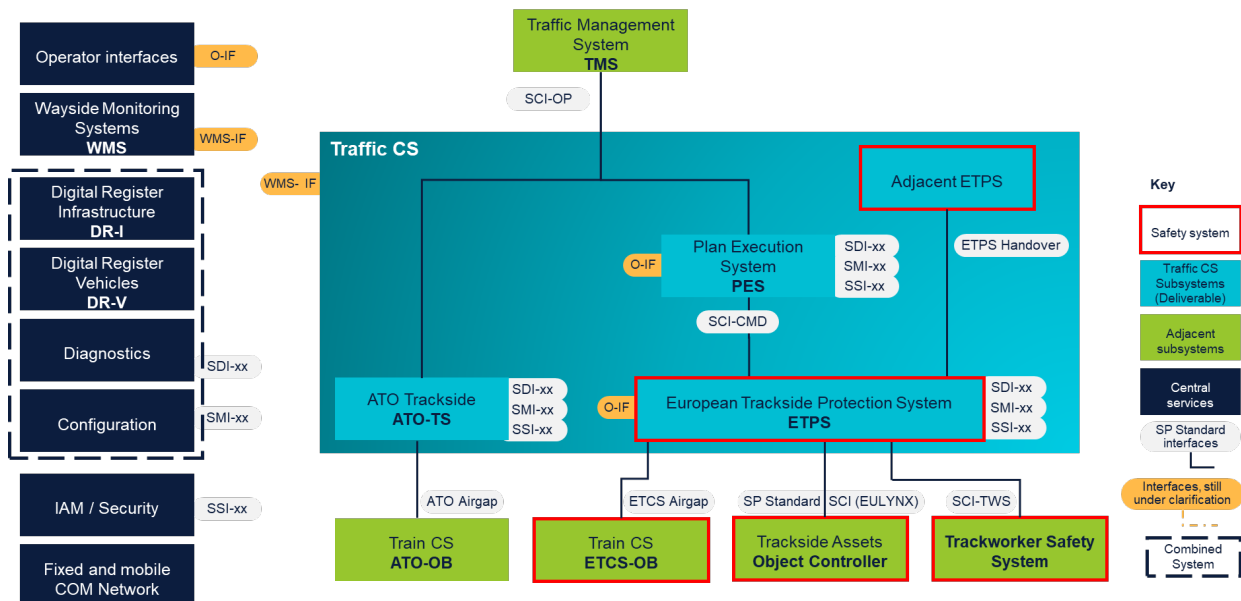 Operator interfaces
O-IF
Wayside Monitoring
Systems
WMS
WMS-IF
Digital Register
Infrastructure
DR-I
Digital Register
Vehicles
DR-V
Diagnostics
SDI-xx
Configuration
SMI-xx
IAM / Security
SSI-xx
Fixed and mobile
COM Network
Traffic Management
System
TMS
SCI-OP
Traffic CS
WMS- IF
Adjacent ETPS
ETPS Handover
Plan Execution
System
PES
O-IF
SDI-xx
SMI-xx
SSI-xx
SCI-CMD
ATO Trackside
ATO-TS
SDI-xx
SMI-xx
SSI-xx
O-IF
European Trackside Protection System
ETPS
SDI-xx
SMI-xx
SSI-xx
ATO Airgap
ETCS Airgap
SP Standard SCI (EULYNX)
SCI-TWS
Train CS
ATO-OB
Train CS
ETCS-OB
Trackside Assets
Object Controller
Trackworker Safety
System
Key
Safety system
Traffic CS
Subsystems
(Deliverable)
Adjacent
subsystems
Central
services
SP Standard
interfaces
Interfaces, still
under clarification
Combined
System